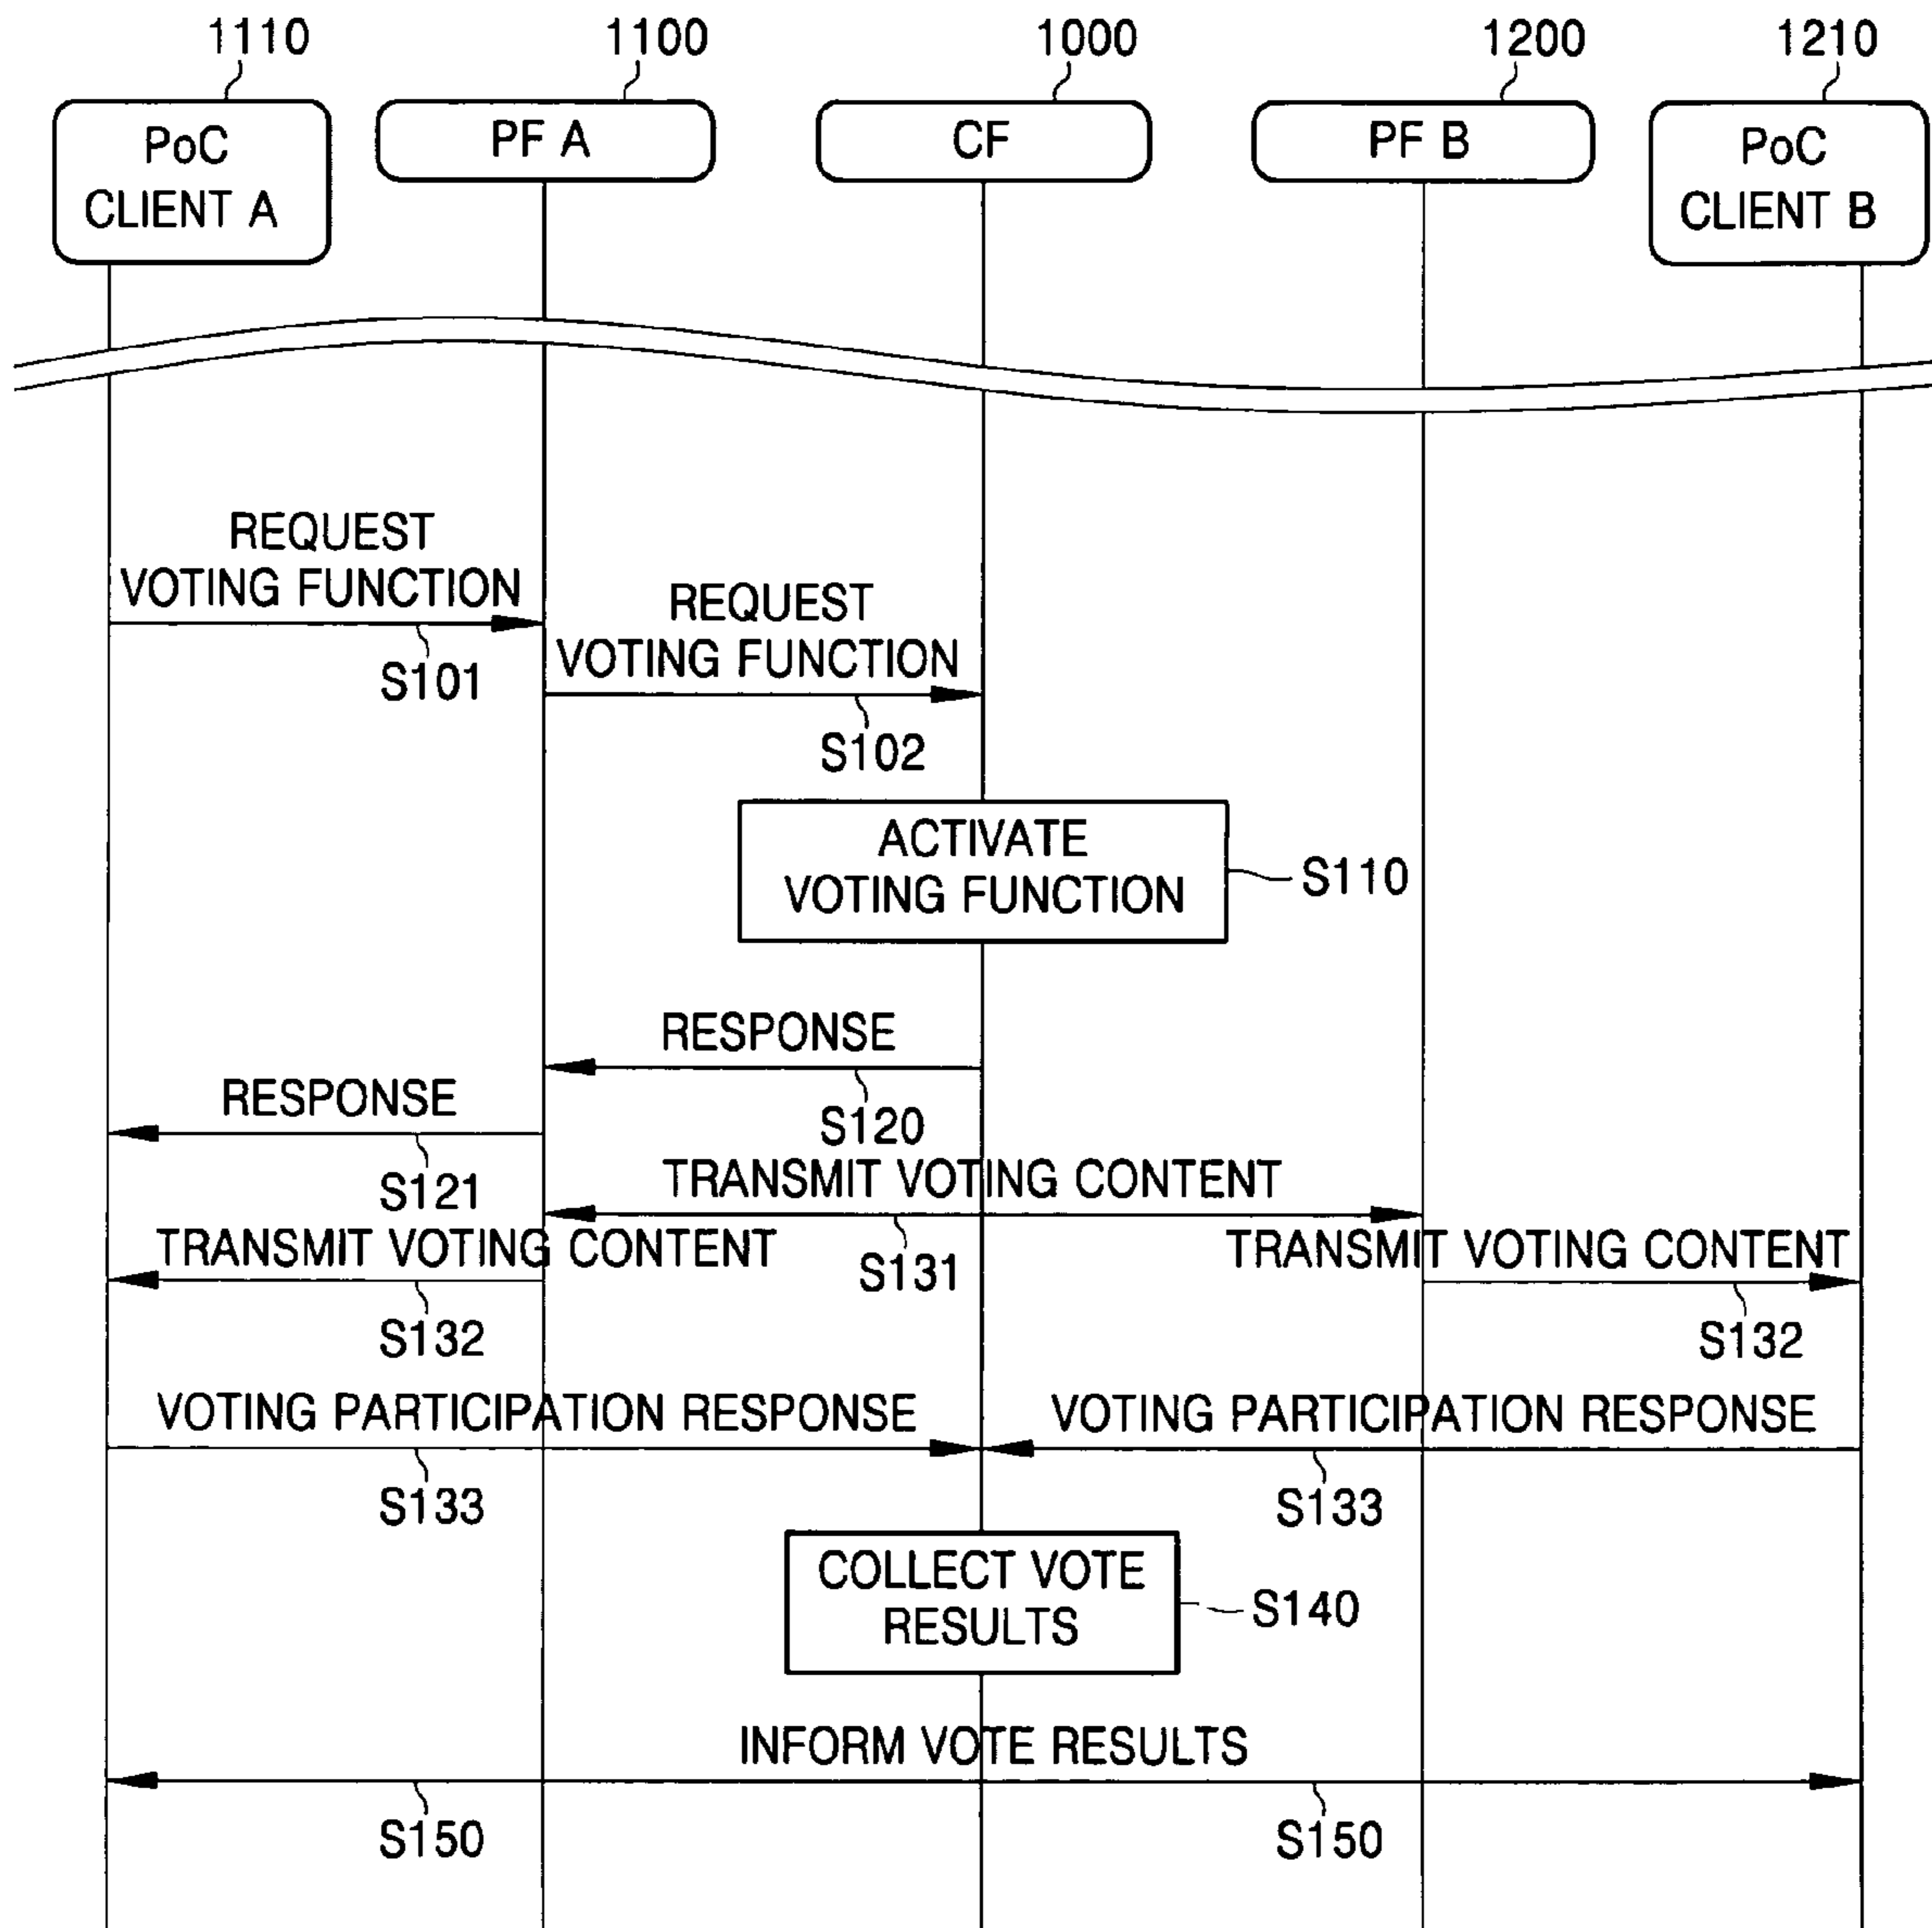 1110
1100
1000
1200
1210
PoC
CLIENT A
PF A
CF
PF B
PoC
CLIENT B
REQUEST
VOTING FUNCTION
S101
REQUEST
VOTING FUNCTION
S102
ACTIVATE
VOTING FUNCTION
S110
RESPONSE
S120
RESPONSE
S121
TRANSMIT VOTING CONTENT
S131
TRANSMIT VOTING CONTENT
S132
TRANSMIT VOTING CONTENT
S132
VOTING PARTICIPATION RESPONSE
S133
VOTING PARTICIPATION RESPONSE
S133
COLLECT VOTE
RESULTS
S140
INFORM VOTE RESULTS
S150
S150